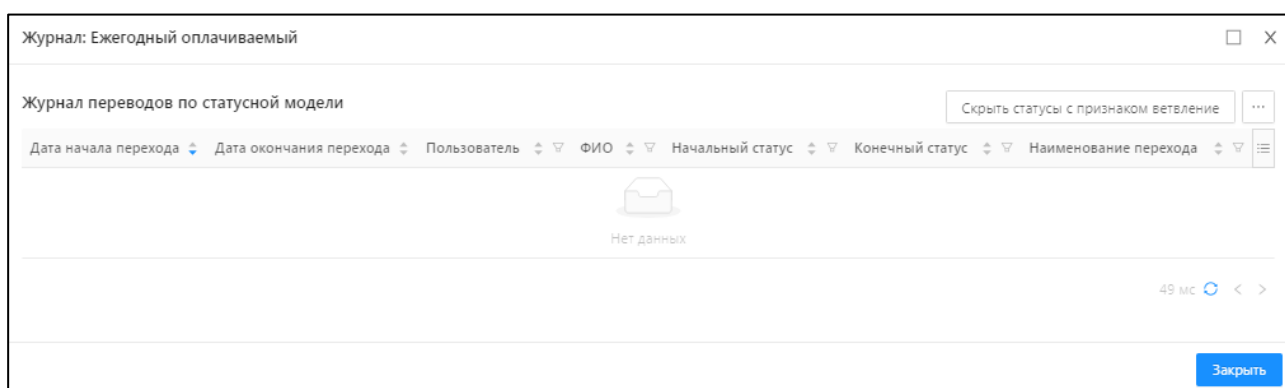 Журнал: Ежегодный оплачиваемый
Журнал переводов по статусной модели
Скрыть статусы с признаком ветвление
...
Дата начала перехода Дата окончания перехода Пользователь ФИО Начальный статус Конечный статус Наименование перехода
Нет данных
49 мс
Закрыть